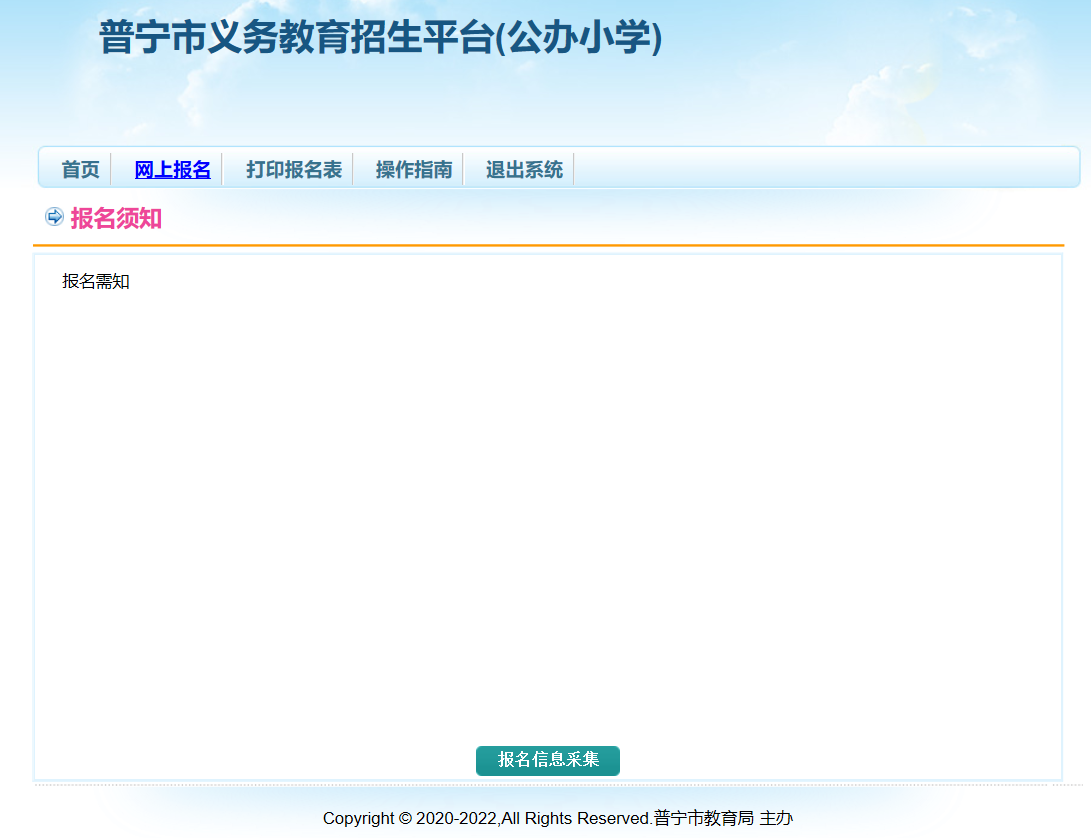 普宁市义务教育招生平台(公办小学)
首页 网上报名 打印报名表 操作指南 退出系统
报名须知
报名需知
报名信息采集
Copyright © 2020-2022,All Rights Reserved.普宁市教育局 主办